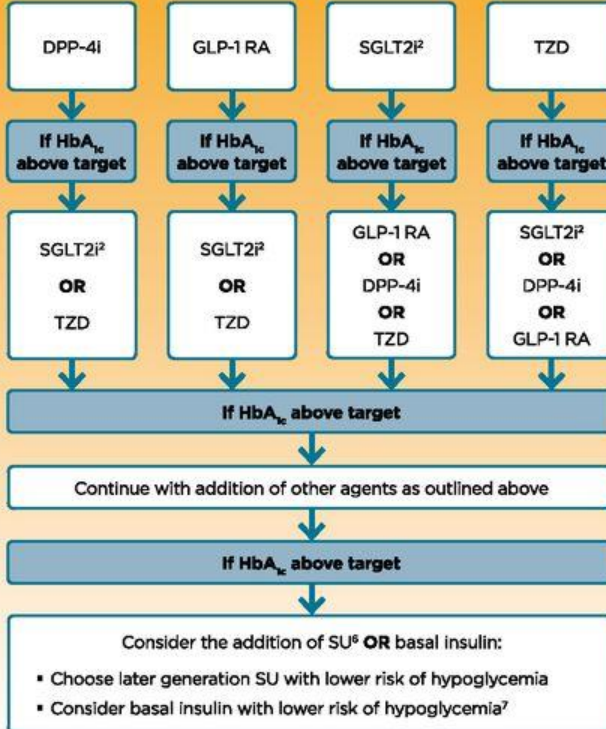 DPP-4i
GLP-1 RA
SGLT2i²
TZD
If HbA₁c
above target
If HbA₁c
above target
If HbA₁c
above target
If HbA₁c
above target
SGLT2i²
OR
TZD
SGLT2i²
OR
TZD
GLP-1 RA
OR
DPP-4i
OR
TZD
SGLT2i²
OR
DPP-4i
OR
GLP-1 RA
If HbA₁c above target
Continue with addition of other agents as outlined above
If HbA₁c above target
Consider the addition of SU⁶ OR basal insulin:
▪ Choose later generation SU with lower risk of hypoglycemia
▪ Consider basal insulin with lower risk of hypoglycemia⁷